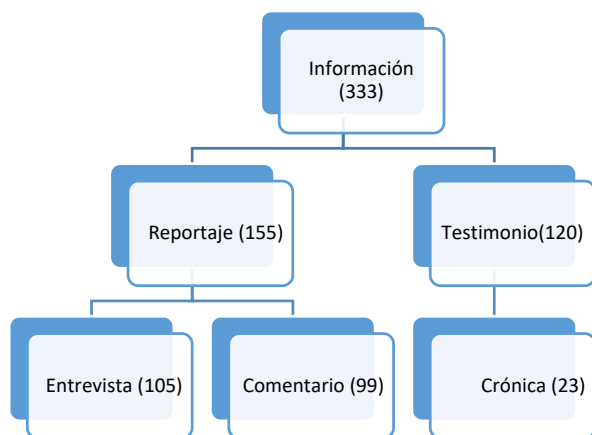 Información
(333)
Reportaje (155)
Testimonio(120)
Entrevista (105)
Comentario (99)
Crónica (23)